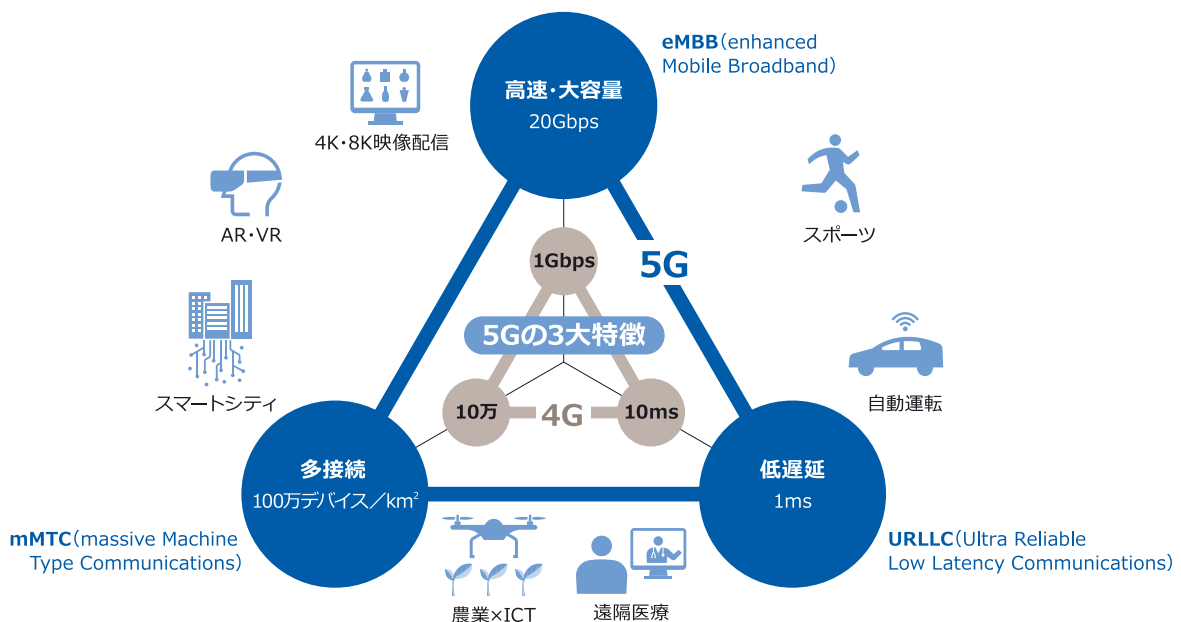 eMBB(enhanced
Mobile Broadband)
高速・大容量
20Gbps
4K・8K映像配信
AR・VR
スポーツ
1Gbps
5G
5Gの3大特徴
スマートシティ
自動運転
10万
4G
10ms
多接続
100万デバイス／km²
低遅延
1ms
mMTC(massive Machine
Type Communications)
URLLC(Ultra Reliable
Low Latency Communications)
農業×ICT
遠隔医療